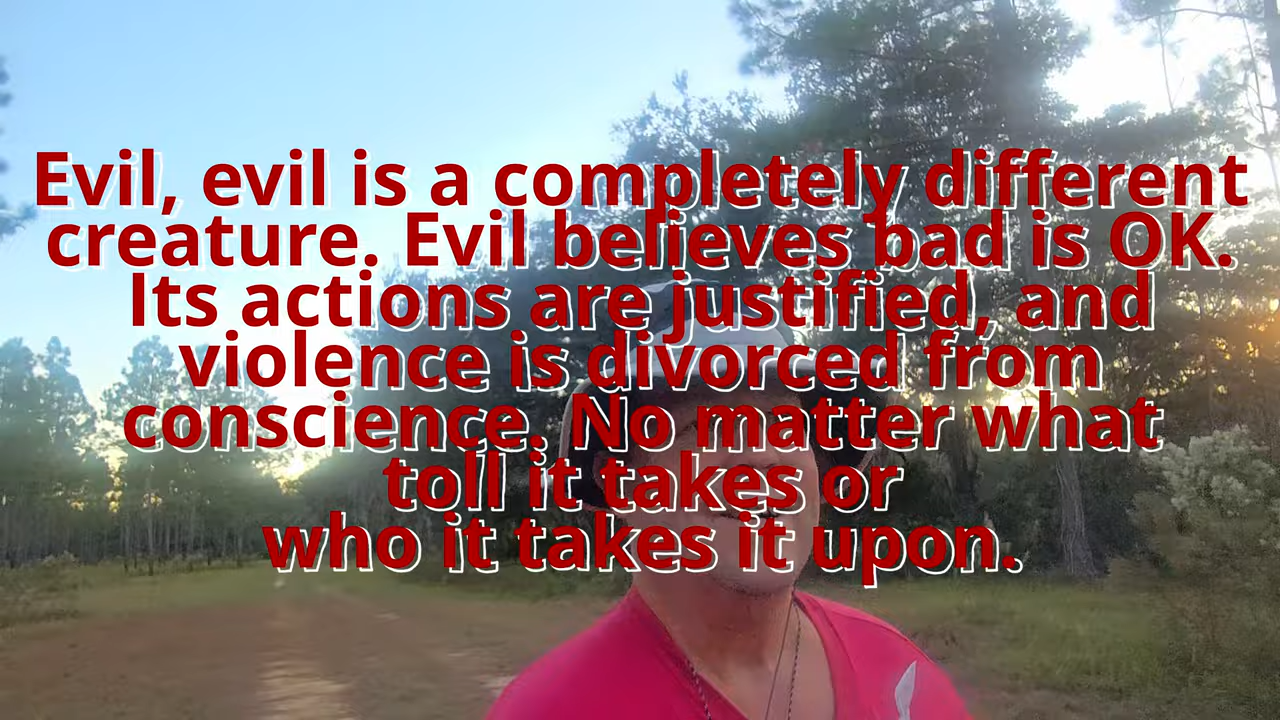 Evil, evil is a completely different
creature. Evil believes bad is OK.
Its actions are justified, and
violence is divorced from
conscience. No matter what
toll it takes or
who it takes it upon.